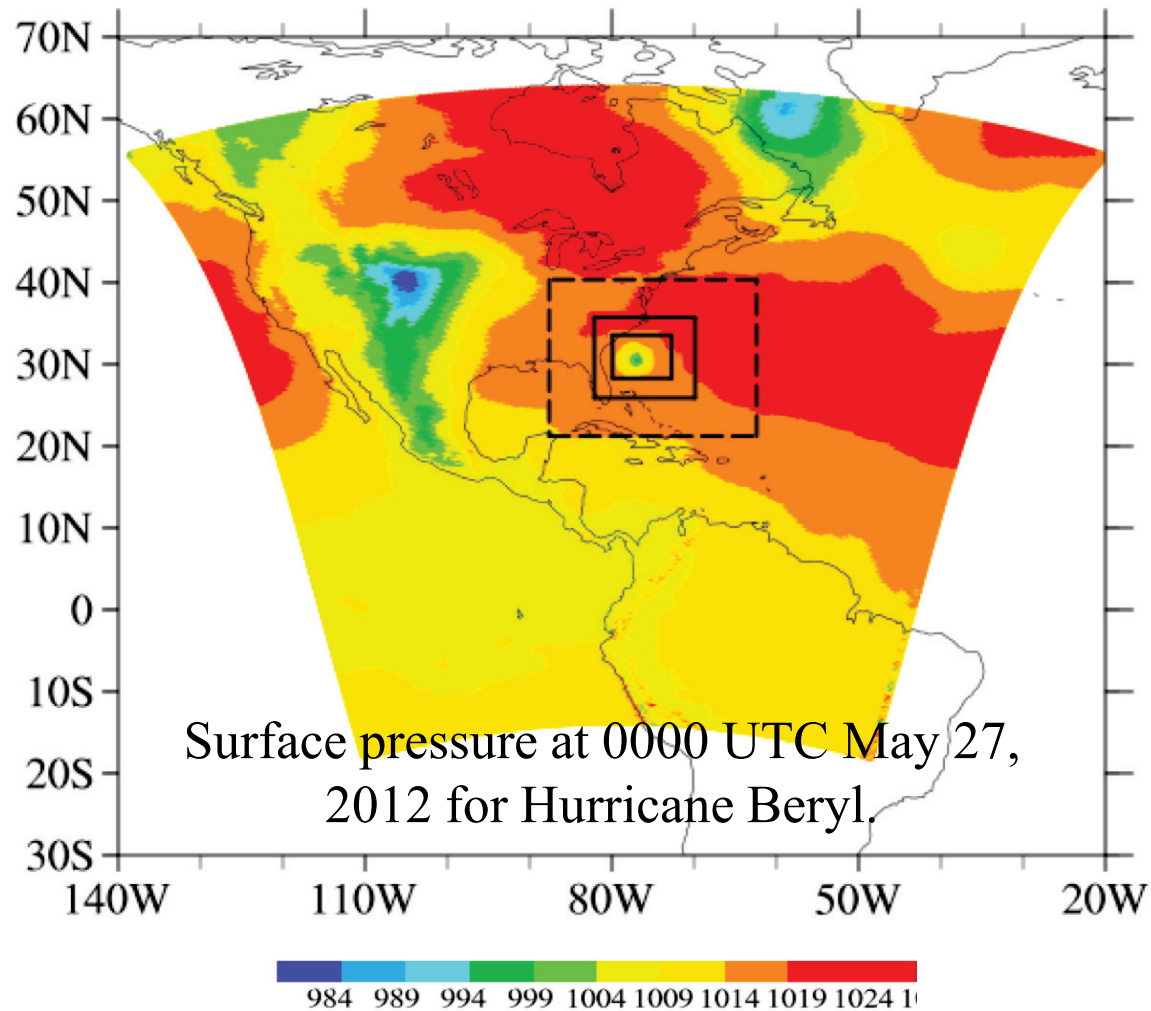 70N
60N
50N
40N
30N
20N
10N
0
10S
20S
30S
Surface pressure at 0000 UTC May 27,
2012 for Hurricane Beryl.
140W 110W 80W 50W 20W
984 989 994 999 1004 1009 1014 1019 1024